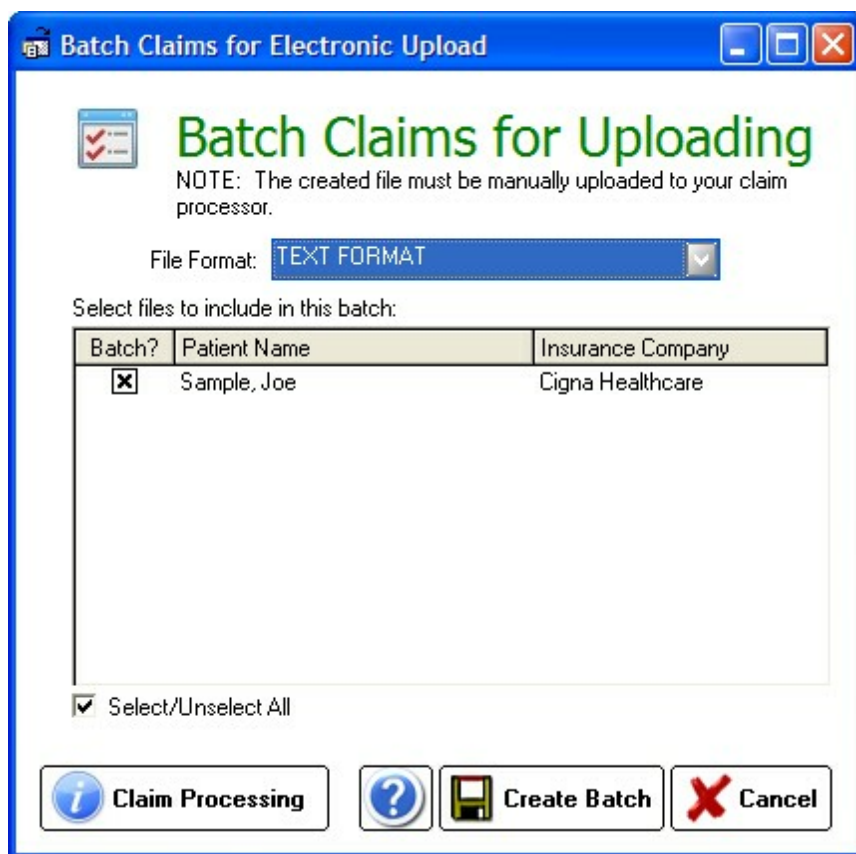 Batch Claims for Electronic Upload
Batch Claims for Uploading
NOTE:  The created file must be manually uploaded to your claim
processor.
File Format: TEXT FORMAT
Select files to include in this batch:
Batch? Patient Name Insurance Company
Sample, Joe Cigna Healthcare
Select/Unselect All
Claim Processing ? Create Batch Cancel